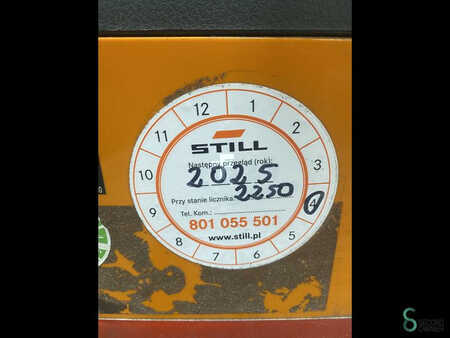 12 1 2 3 4 5 6 7 8 9 10 11
STILL
Następny przegląd (rok):
2025
Przy stanie licznika: 2250
Tel. Kom.:
801 055 501
www.still.pl